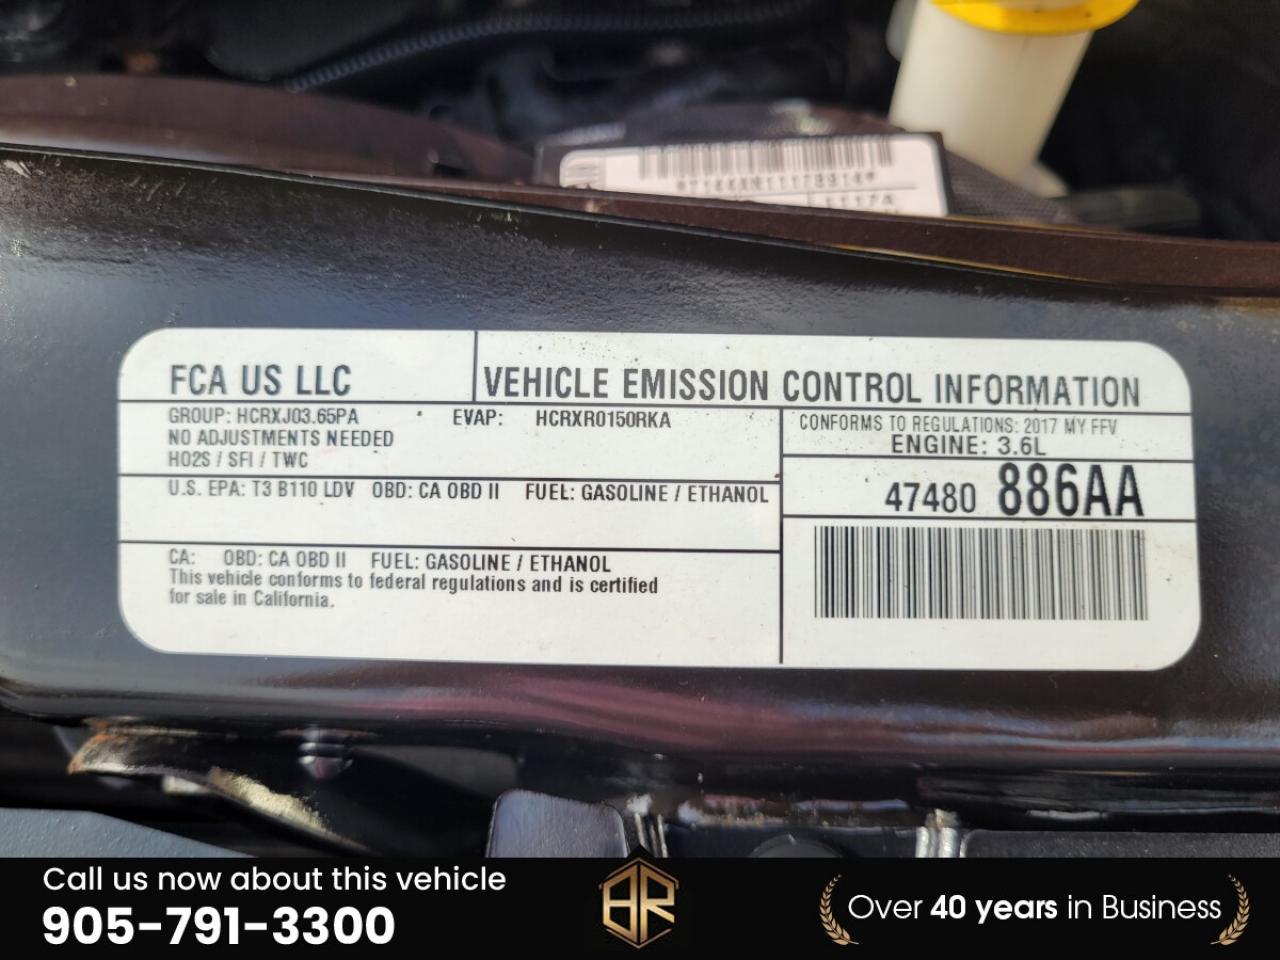 FCA US LLC
VEHICLE EMISSION CONTROL INFORMATION
GROUP: HCRXJ03.65PA EVAP: HCRXR0150RKA
NO ADJUSTMENTS NEEDED
HO2S / SFI / TWC
CONFORMS TO REGULATIONS: 2017 MY FFV
ENGINE: 3.6L
47480 886AA
U.S. EPA: T3 B110 LDV OBD: CA OBD II FUEL: GASOLINE / ETHANOL
CA: OBD: CA OBD II FUEL: GASOLINE / ETHANOL
This vehicle conforms to federal regulations and is certified
for sale in California.
Call us now about this vehicle
905-791-3300
BR
Over 40 years in Business